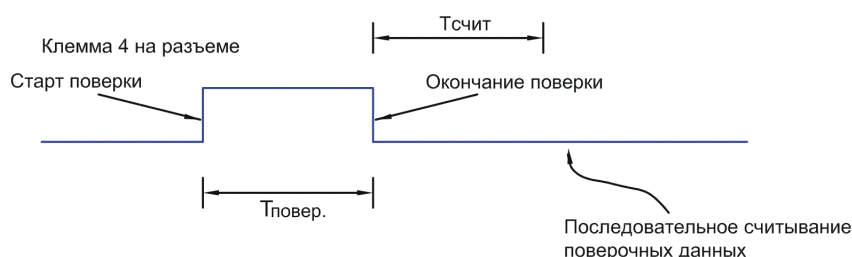 Тсчит
Клемма 4 на разъеме
Старт поверки
Окончание поверки
Тповер.
Последовательное считывание
поверочных данных